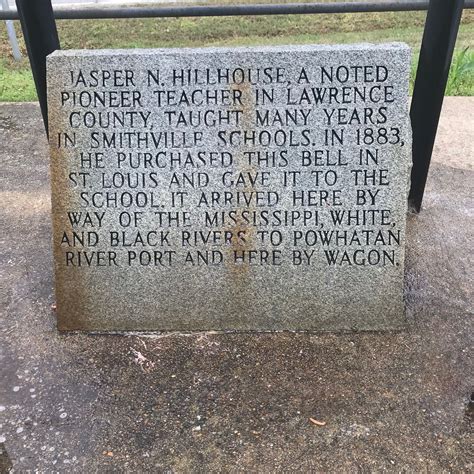 JASPER N. HILLHOUSE, A NOTED
PIONEER TEACHER IN LAWRENCE
COUNTY, TAUGHT MANY YEARS
IN SMITHVILLE SCHOOLS. IN 1883,
HE PURCHASED THIS BELL IN
ST. LOUIS AND GAVE IT TO THE
SCHOOL. IT ARRIVED HERE BY
WAY OF THE MISSISSIPPI, WHITE,
AND BLACK RIVERS TO POWHATAN
RIVER PORT AND HERE BY WAGON.